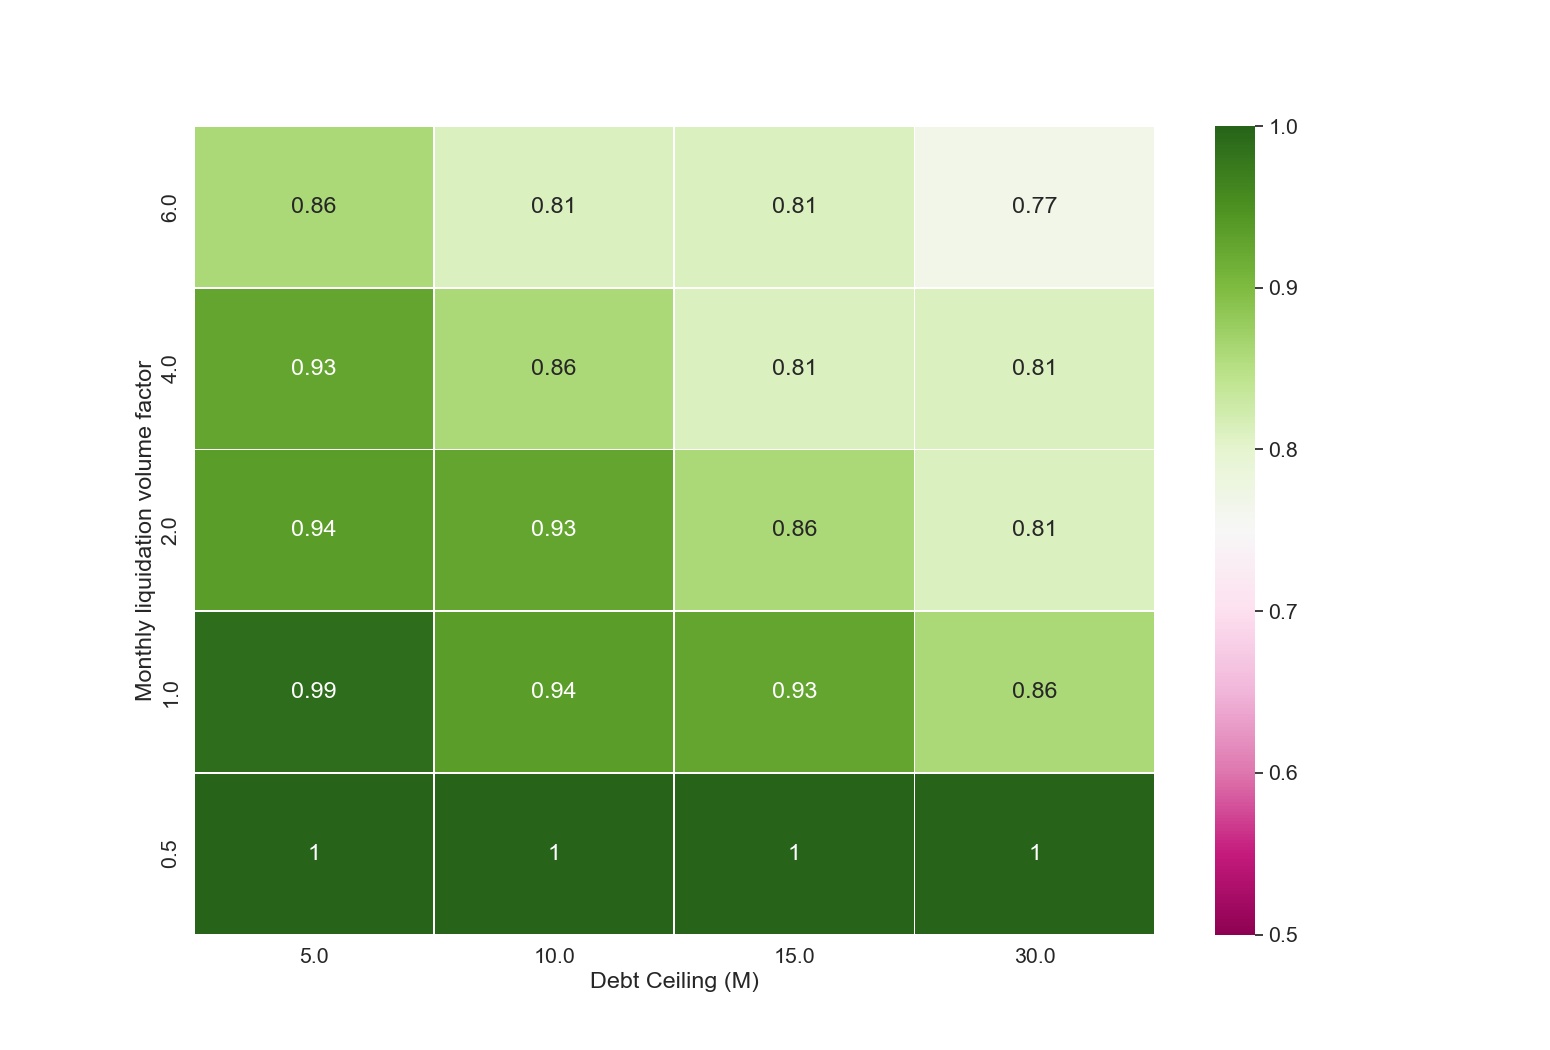 6.0 0.86 0.81 0.81 0.77
4.0 0.93 0.86 0.81 0.81
2.0 0.94 0.93 0.86 0.81
1.0 0.99 0.94 0.93 0.86
0.5 1 1 1 1
5.0 10.0 15.0 30.0
Debt Ceiling (M)
Monthly liquidation volume factor
1.0
0.9
0.8
0.7
0.6
0.5